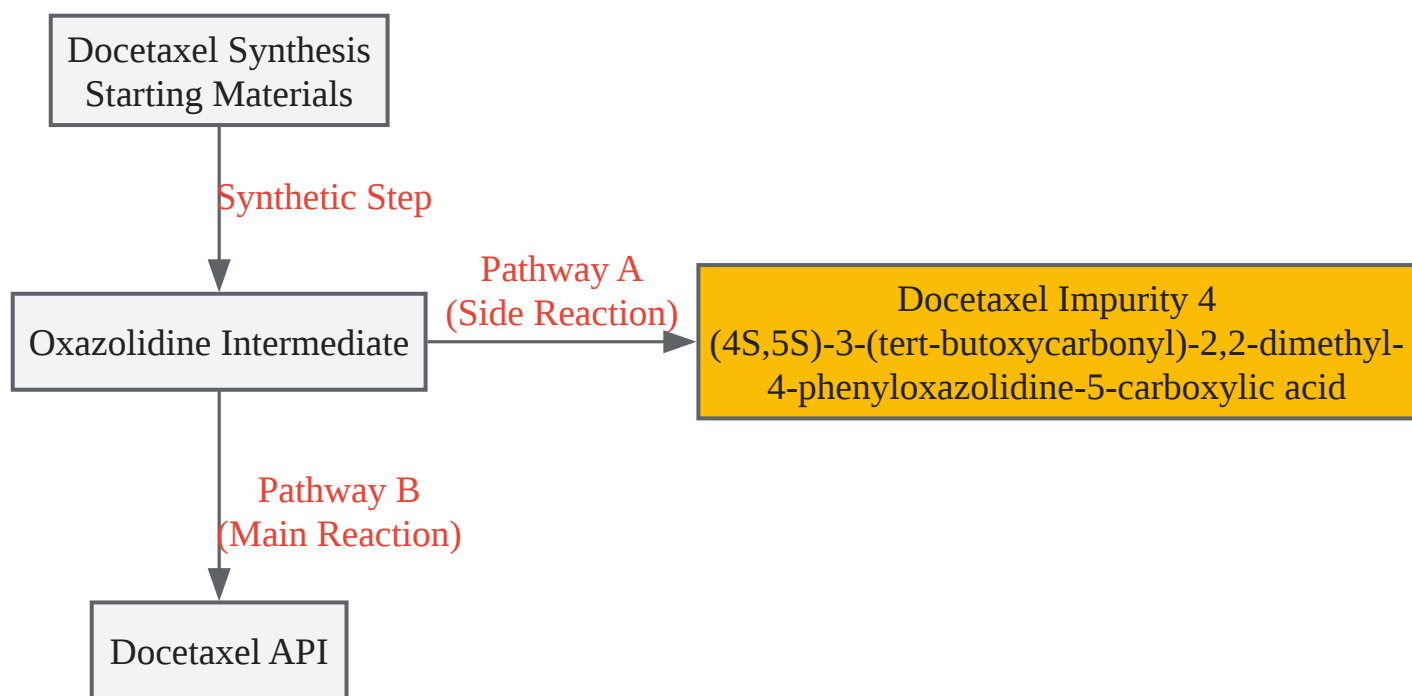 Docetaxel Synthesis
Starting Materials
Synthetic Step
Oxazolidine Intermediate
Pathway A
(Side Reaction)
Docetaxel Impurity 4
(4S,5S)-3-(tert-butoxycarbonyl)-2,2-dimethyl-
4-phenyloxazolidine-5-carboxylic acid
Pathway B
(Main Reaction)
Docetaxel API